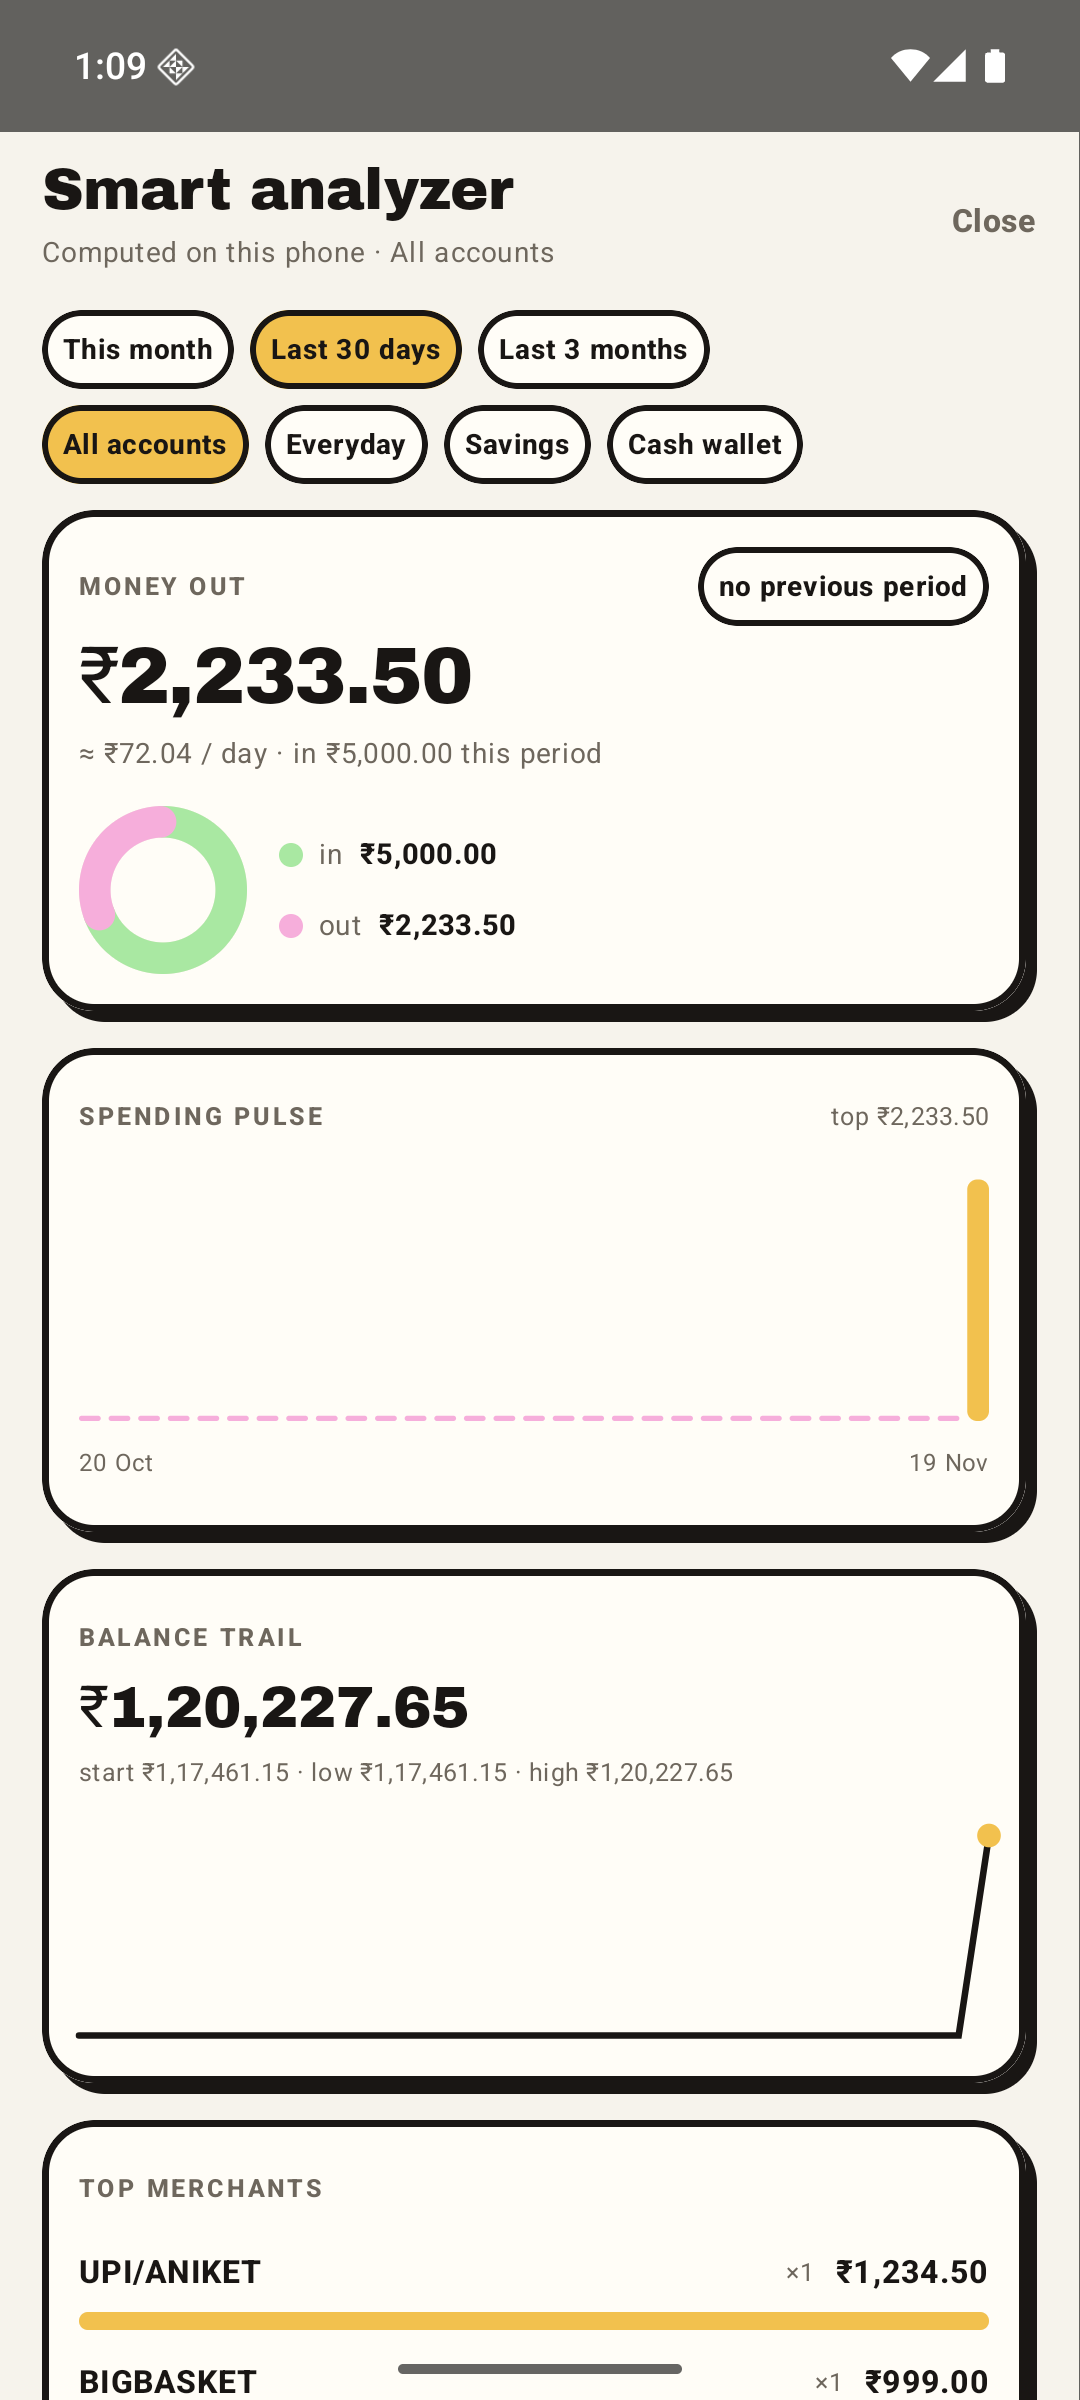 1:09
Smart analyzer
Close
Computed on this phone · All accounts
This month
Last 30 days
Last 3 months
All accounts
Everyday
Savings
Cash wallet
MONEY OUT
no previous period
₹2,233.50
≈ ₹72.04 / day · in ₹5,000.00 this period
in ₹5,000.00
out ₹2,233.50
SPENDING PULSE
top ₹2,233.50
20 Oct
19 Nov
BALANCE TRAIL
₹1,20,227.65
start ₹1,17,461.15 · low ₹1,17,461.15 · high ₹1,20,227.65
TOP MERCHANTS
UPI/ANIKET ×1 ₹1,234.50
BIGBASKET ×1 ₹999.00